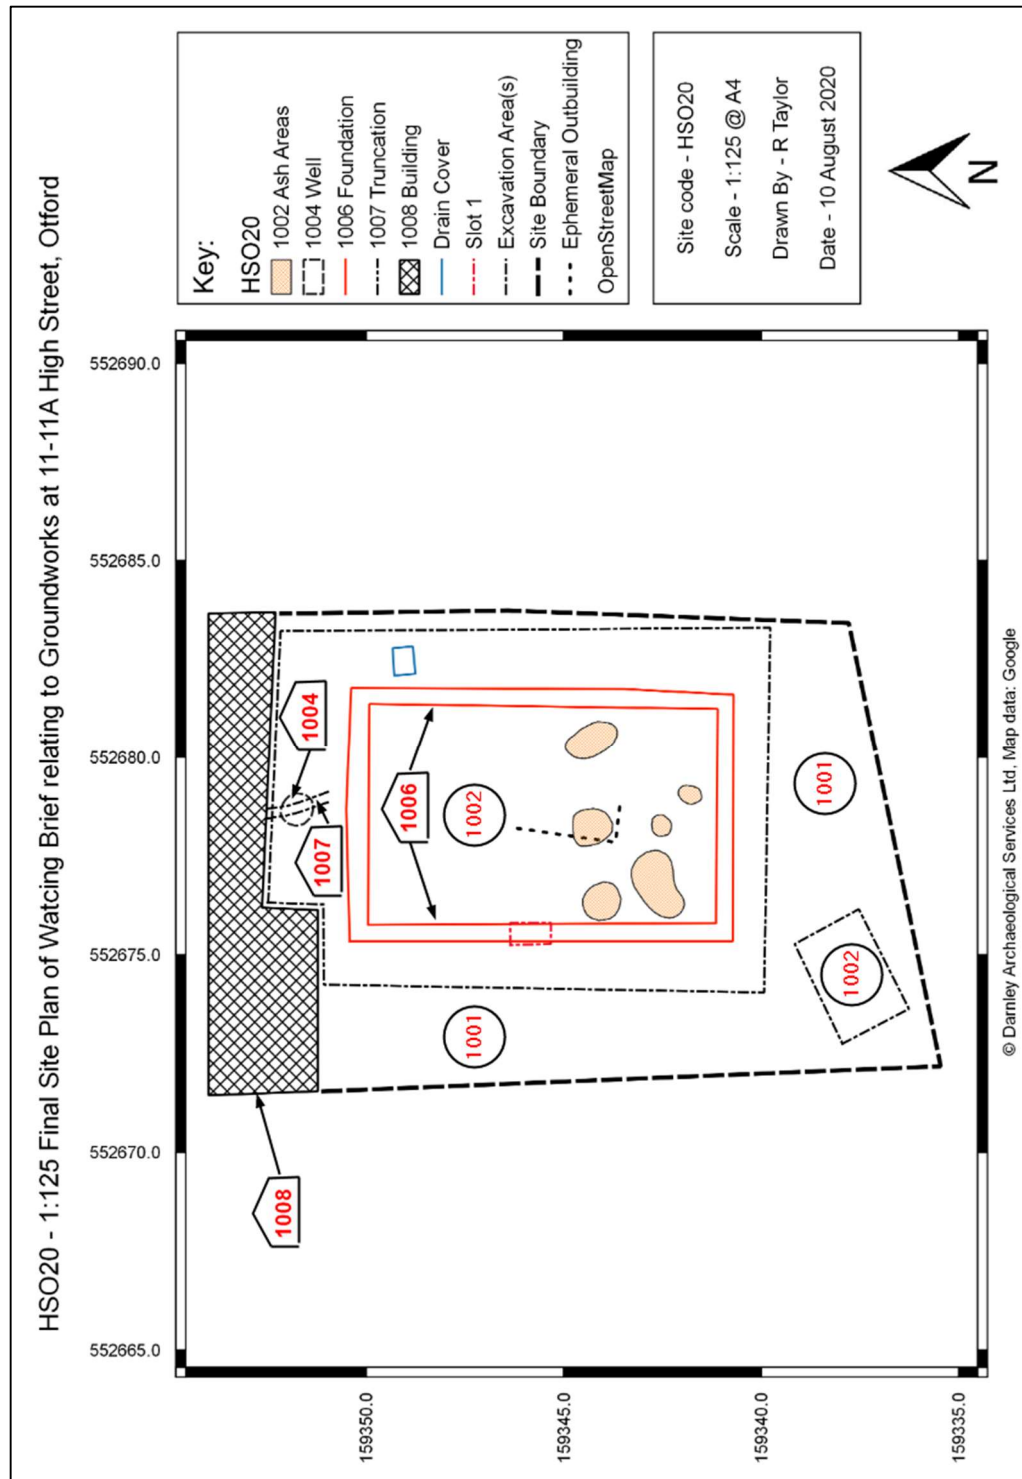 HSO20 - 1:125 Final Site Plan of Watcing Brief relating to Groundworks at 11-11A High Street, Otford
Key:
HSO20
1002 Ash Areas
1004 Well
1006 Foundation
1007 Truncation
1008 Building
Drain Cover
Slot 1
Excavation Area(s)
Site Boundary
Ephemeral Outbuilding
OpenStreetMap
Site code - HSO20
Scale - 1:125 @ A4
Drawn By - R Taylor
Date - 10 August 2020
N
552665.0
552670.0
552675.0
552680.0
552685.0
552690.0
159350.0
159345.0
159340.0
159335.0
1008
1007
1004
1006
1001
1002
1001
1002
© Darnley Archaeological Services Ltd, Map data: Google